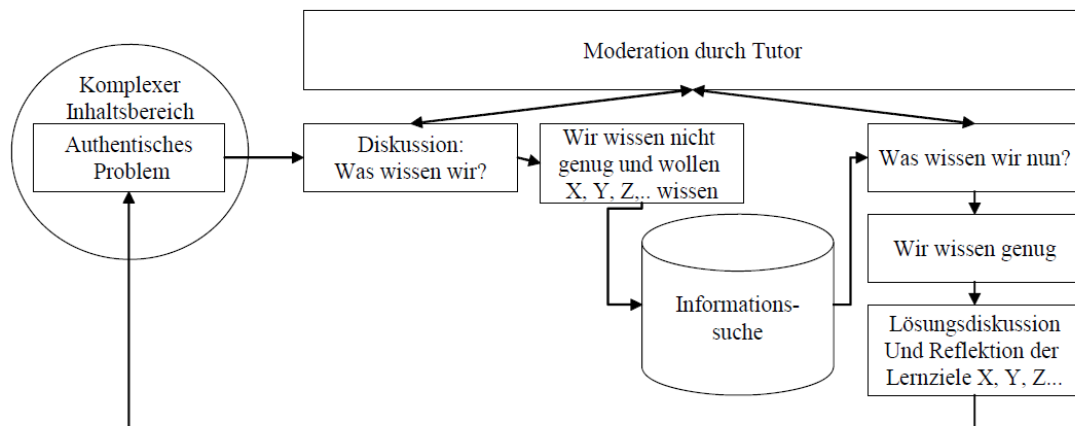 Moderation durch Tutor
Komplexer
Inhaltsbereich
Authentisches
Problem
Diskussion:
Was wissen wir?
Wir wissen nicht
genug und wollen
X, Y, Z,.. wissen
Informations-
suche
Was wissen wir nun?
Wir wissen genug
Lösungsdiskussion
Und Reflektion der
Lernziele X, Y, Z...